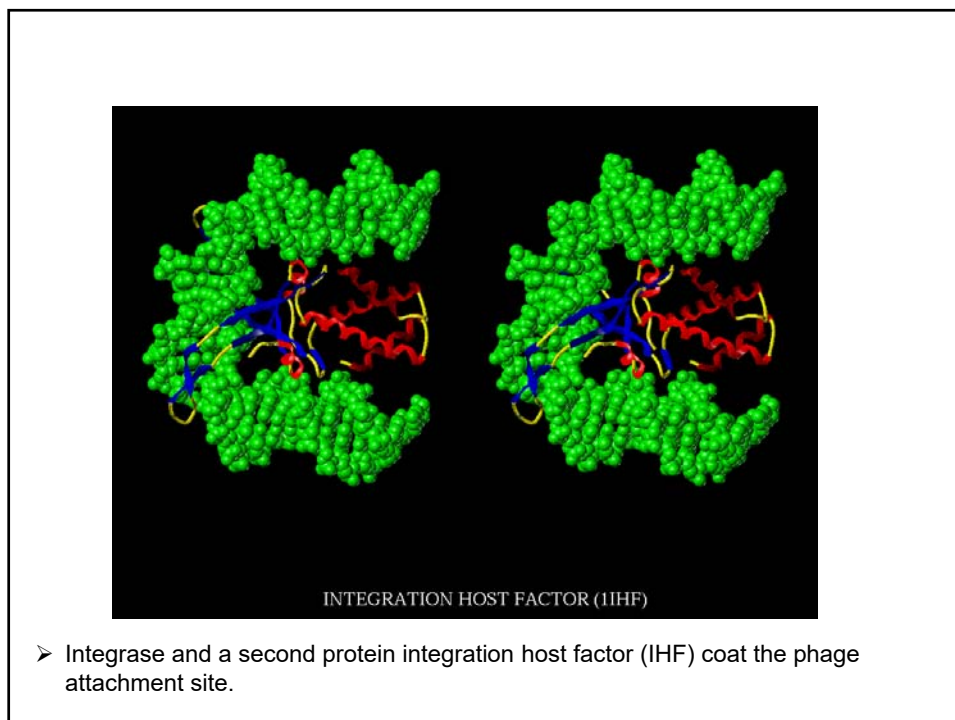 INTEGRATION HOST FACTOR (1IHF)
➢ Integrase and a second protein integration host factor (IHF) coat the phage
attachment site.